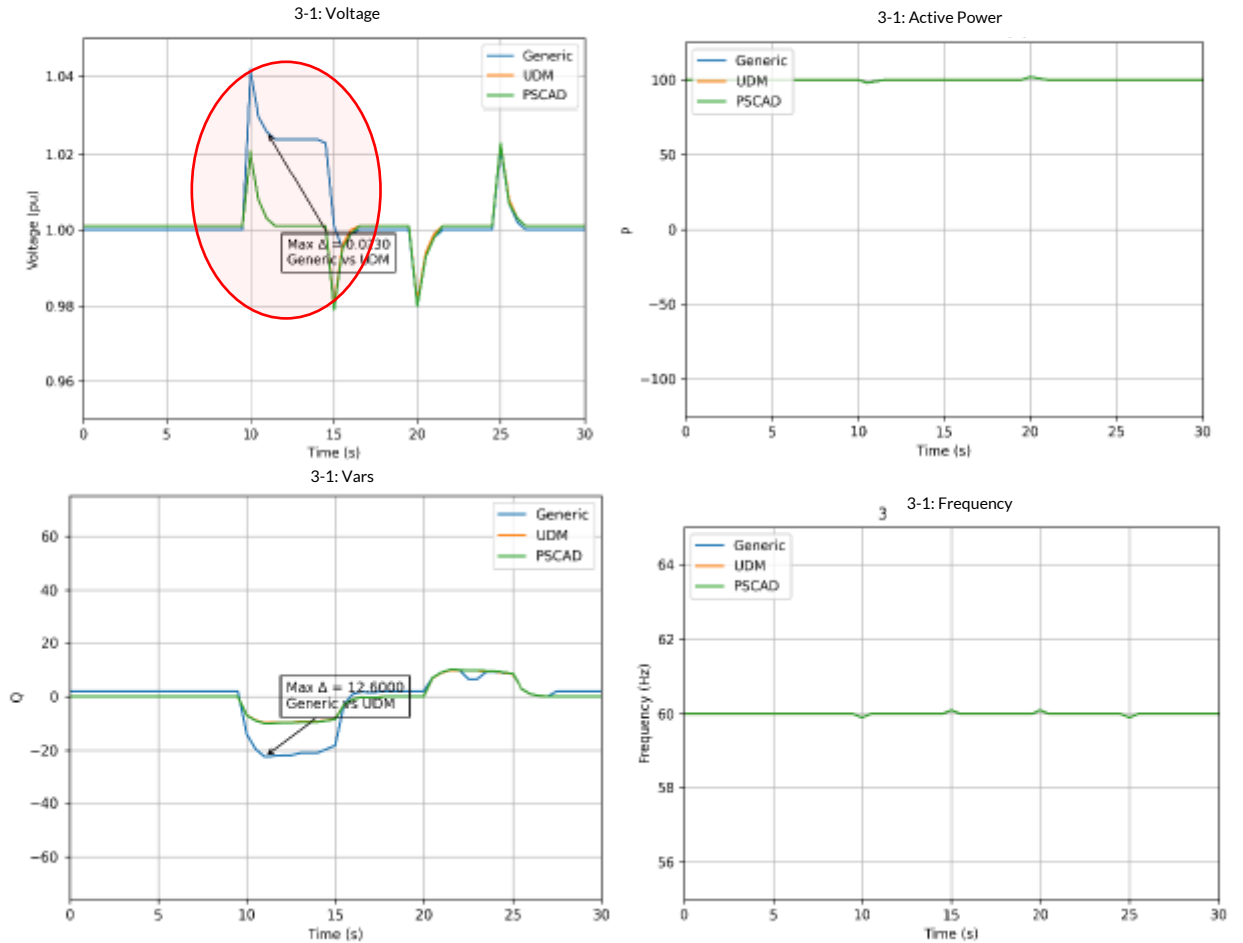 3-1: Voltage
Generic
UDM
PSCAD
1.04
1.02
1.00
0.98
0.96
Voltage (pu)
Max Δ = 0.0230
Generic vs UDM
0 5 10 15 20 25 30
Time (s)
3-1: Active Power
Generic
UDM
PSCAD
100
50
0
−50
−100
P
0 5 10 15 20 25 30
Time (s)
3-1: Vars
Generic
UDM
PSCAD
60
40
20
0
−20
−40
−60
Q
Max Δ = 12.6000
Generic vs UDM
0 5 10 15 20 25 30
Time (s)
3 3-1: Frequency
Generic
UDM
PSCAD
64
62
60
58
56
Frequency (Hz)
0 5 10 15 20 25 30
Time (s)